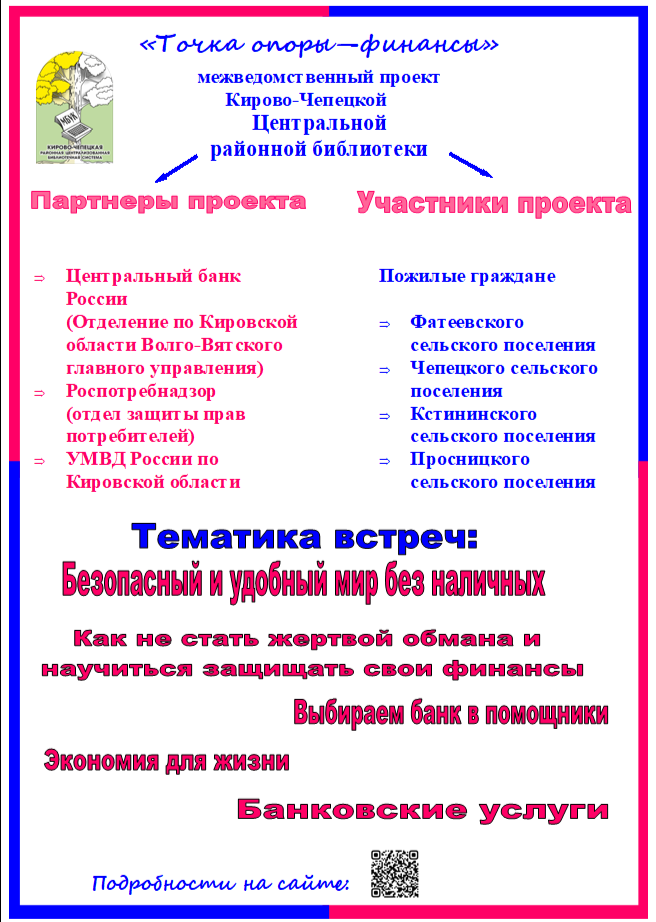 «Точка опоры—финансы»
межведомственный проект
Кирово-Чепецкой
Центральной
районной библиотеки
МБУК
КИРОВО-ЧЕПЕЦКАЯ
РАЙОННАЯ ЦЕНТРАЛИЗОВАННАЯ
БИБЛИОТЕЧНАЯ СИСТЕМА
Партнеры проекта
⇒ Центральный банк
России
(Отделение по Кировской
области Волго-Вятского
главного управления)
⇒ Роспотребнадзор
(отдел защиты прав
потребителей)
⇒ УМВД России по
Кировской области
Участники проекта
Пожилые граждане
⇒ Фатеевского
сельского поселения
⇒ Чепецкого сельского
поселения
⇒ Кстининского
сельского поселения
⇒ Просницкого
сельского поселения
Тематика встреч:
Безопасный и удобный мир без наличных
Как не стать жертвой обмана и
научиться защищать свои финансы
Выбираем банк в помощники
Экономия для жизни
Банковские услуги
Подробности на сайте: